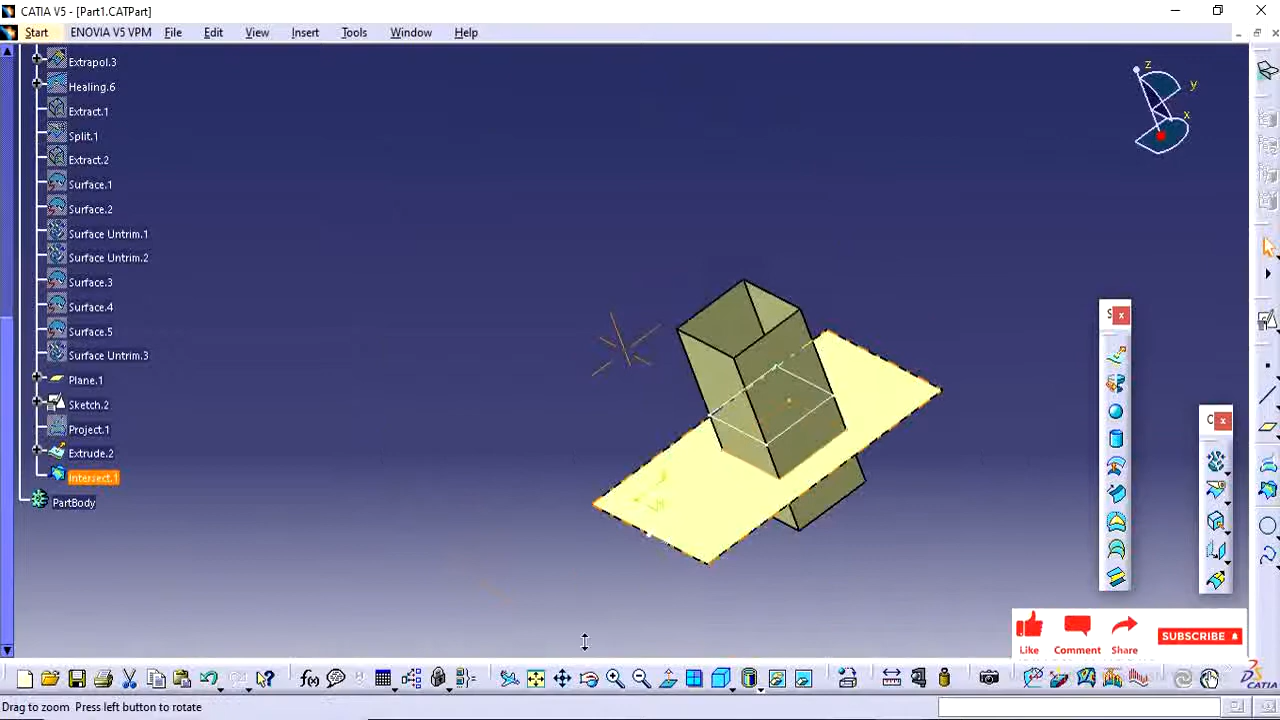 CATIA V5 - [Part1.CATPart]
Start ENOVIA V5 VPM File Edit View Insert Tools Window Help
Extrapol.3
Healing.6
Extract.1
Split.1
Extract.2
Surface.1
Surface.2
Surface Untrim.1
Surface Untrim.2
Surface.3
Surface.4
Surface.5
Surface Untrim.3
Plane.1
Sketch.2
Project.1
Extrude.2
Intersect.1
PartBody
z
y
x
S
C
Like Comment Share SUBSCRIBE
f(x)
CATIA
Drag to zoom Press left button to rotate